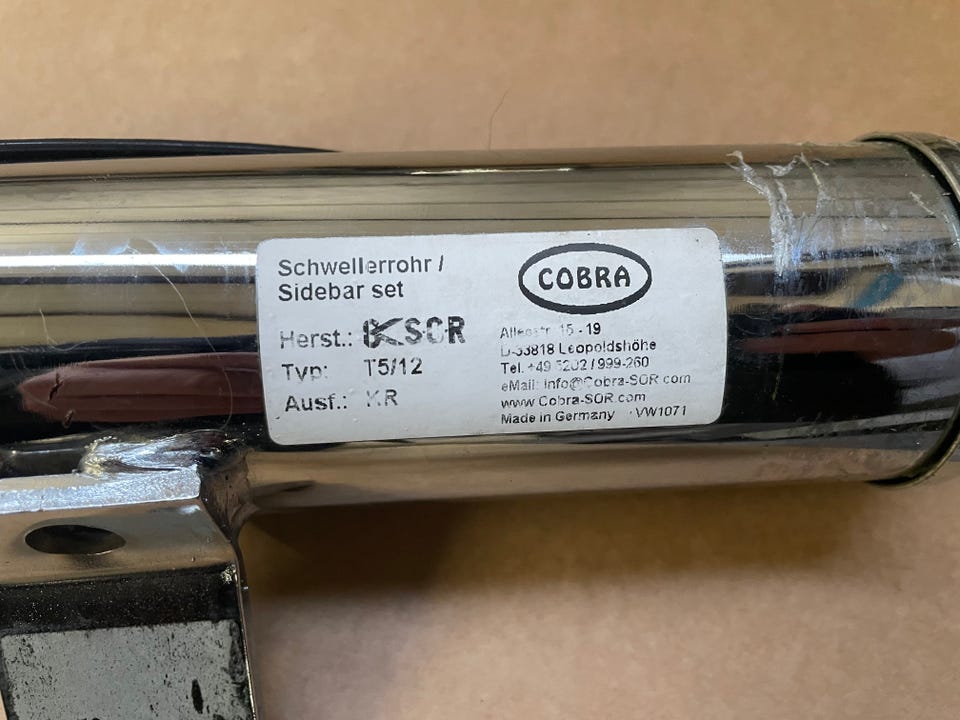 Schwellerrohr /
Sidebar set
Herst.: SOR
Typ: T5/12
Ausf.: KR
COBRA
15 - 19
D-33818 Leopoldshöhe
Tel. +49 5202 / 999-260
eMail: info@Cobra-SOR.com
www.Cobra-SOR.com
Made in Germany VW1071